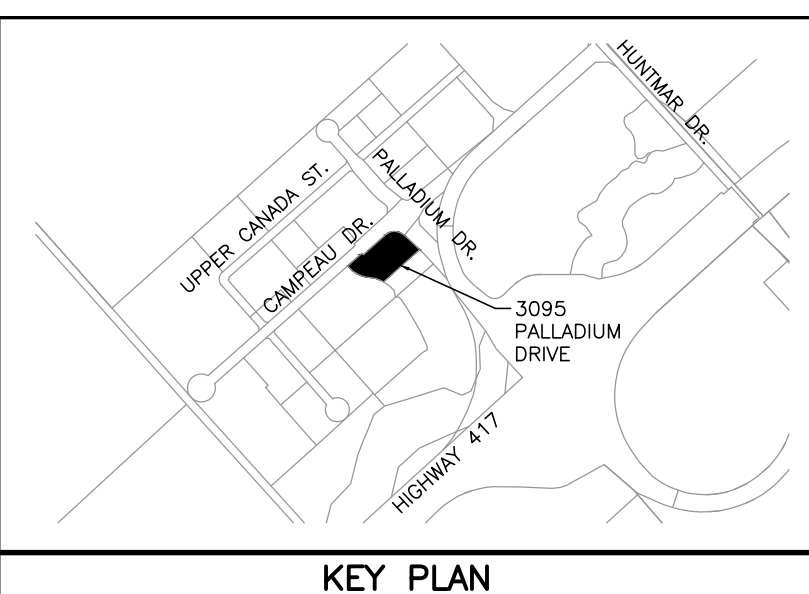 HUNTMAR DR.
PALLADIUM DR.
UPPER CANADA ST.
CAMPEAU DR.
3095
PALLADIUM
DRIVE
HIGHWAY 417
KEY PLAN